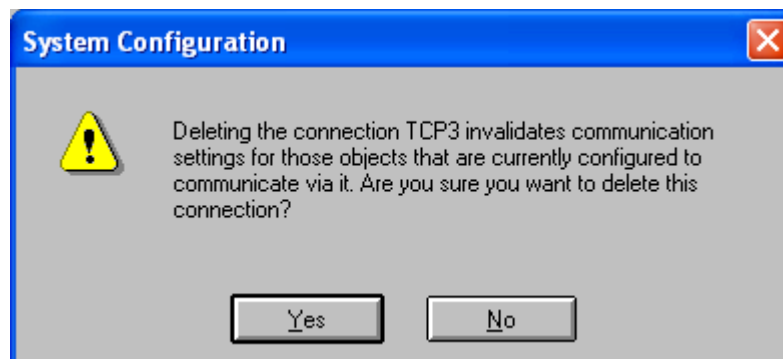 System Configuration
Deleting the connection TCP3 invalidates communication
settings for those objects that are currently configured to
communicate via it. Are you sure you want to delete this
connection?
Yes No